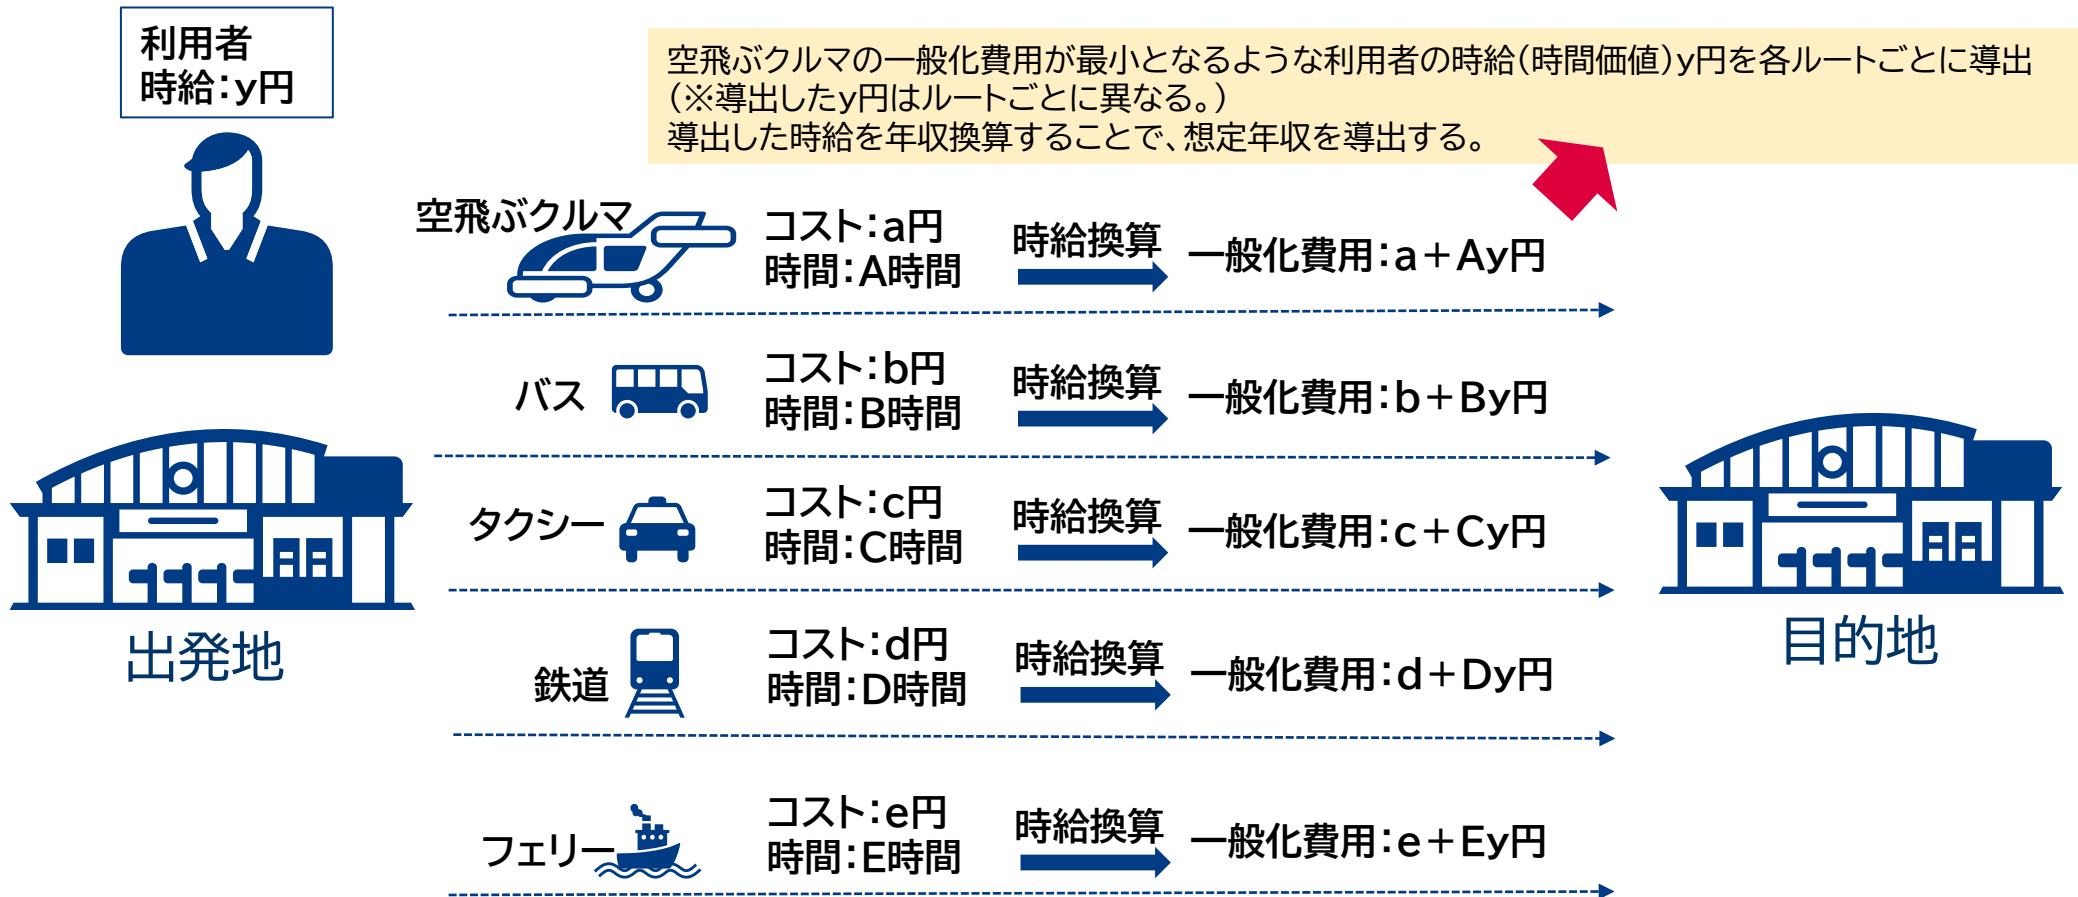 利用者
時給：y円
空飛ぶクルマの一般化費用が最小となるような利用者の時給（時間価値）y円を各ルートごとに導出
（※導出したy円はルートごとに異なる。）
導出した時給を年収換算することで、想定年収を導出する。
空飛ぶクルマ
コスト：a円
時間：A時間
時給換算
一般化費用：a＋Ay円
バス
コスト：b円
時間：B時間
時給換算
一般化費用：b＋By円
タクシー
コスト：c円
時間：C時間
時給換算
一般化費用：c＋Cy円
鉄道
コスト：d円
時間：D時間
時給換算
一般化費用：d＋Dy円
フェリー
コスト：e円
時間：E時間
時給換算
一般化費用：e＋Ey円
出発地
目的地